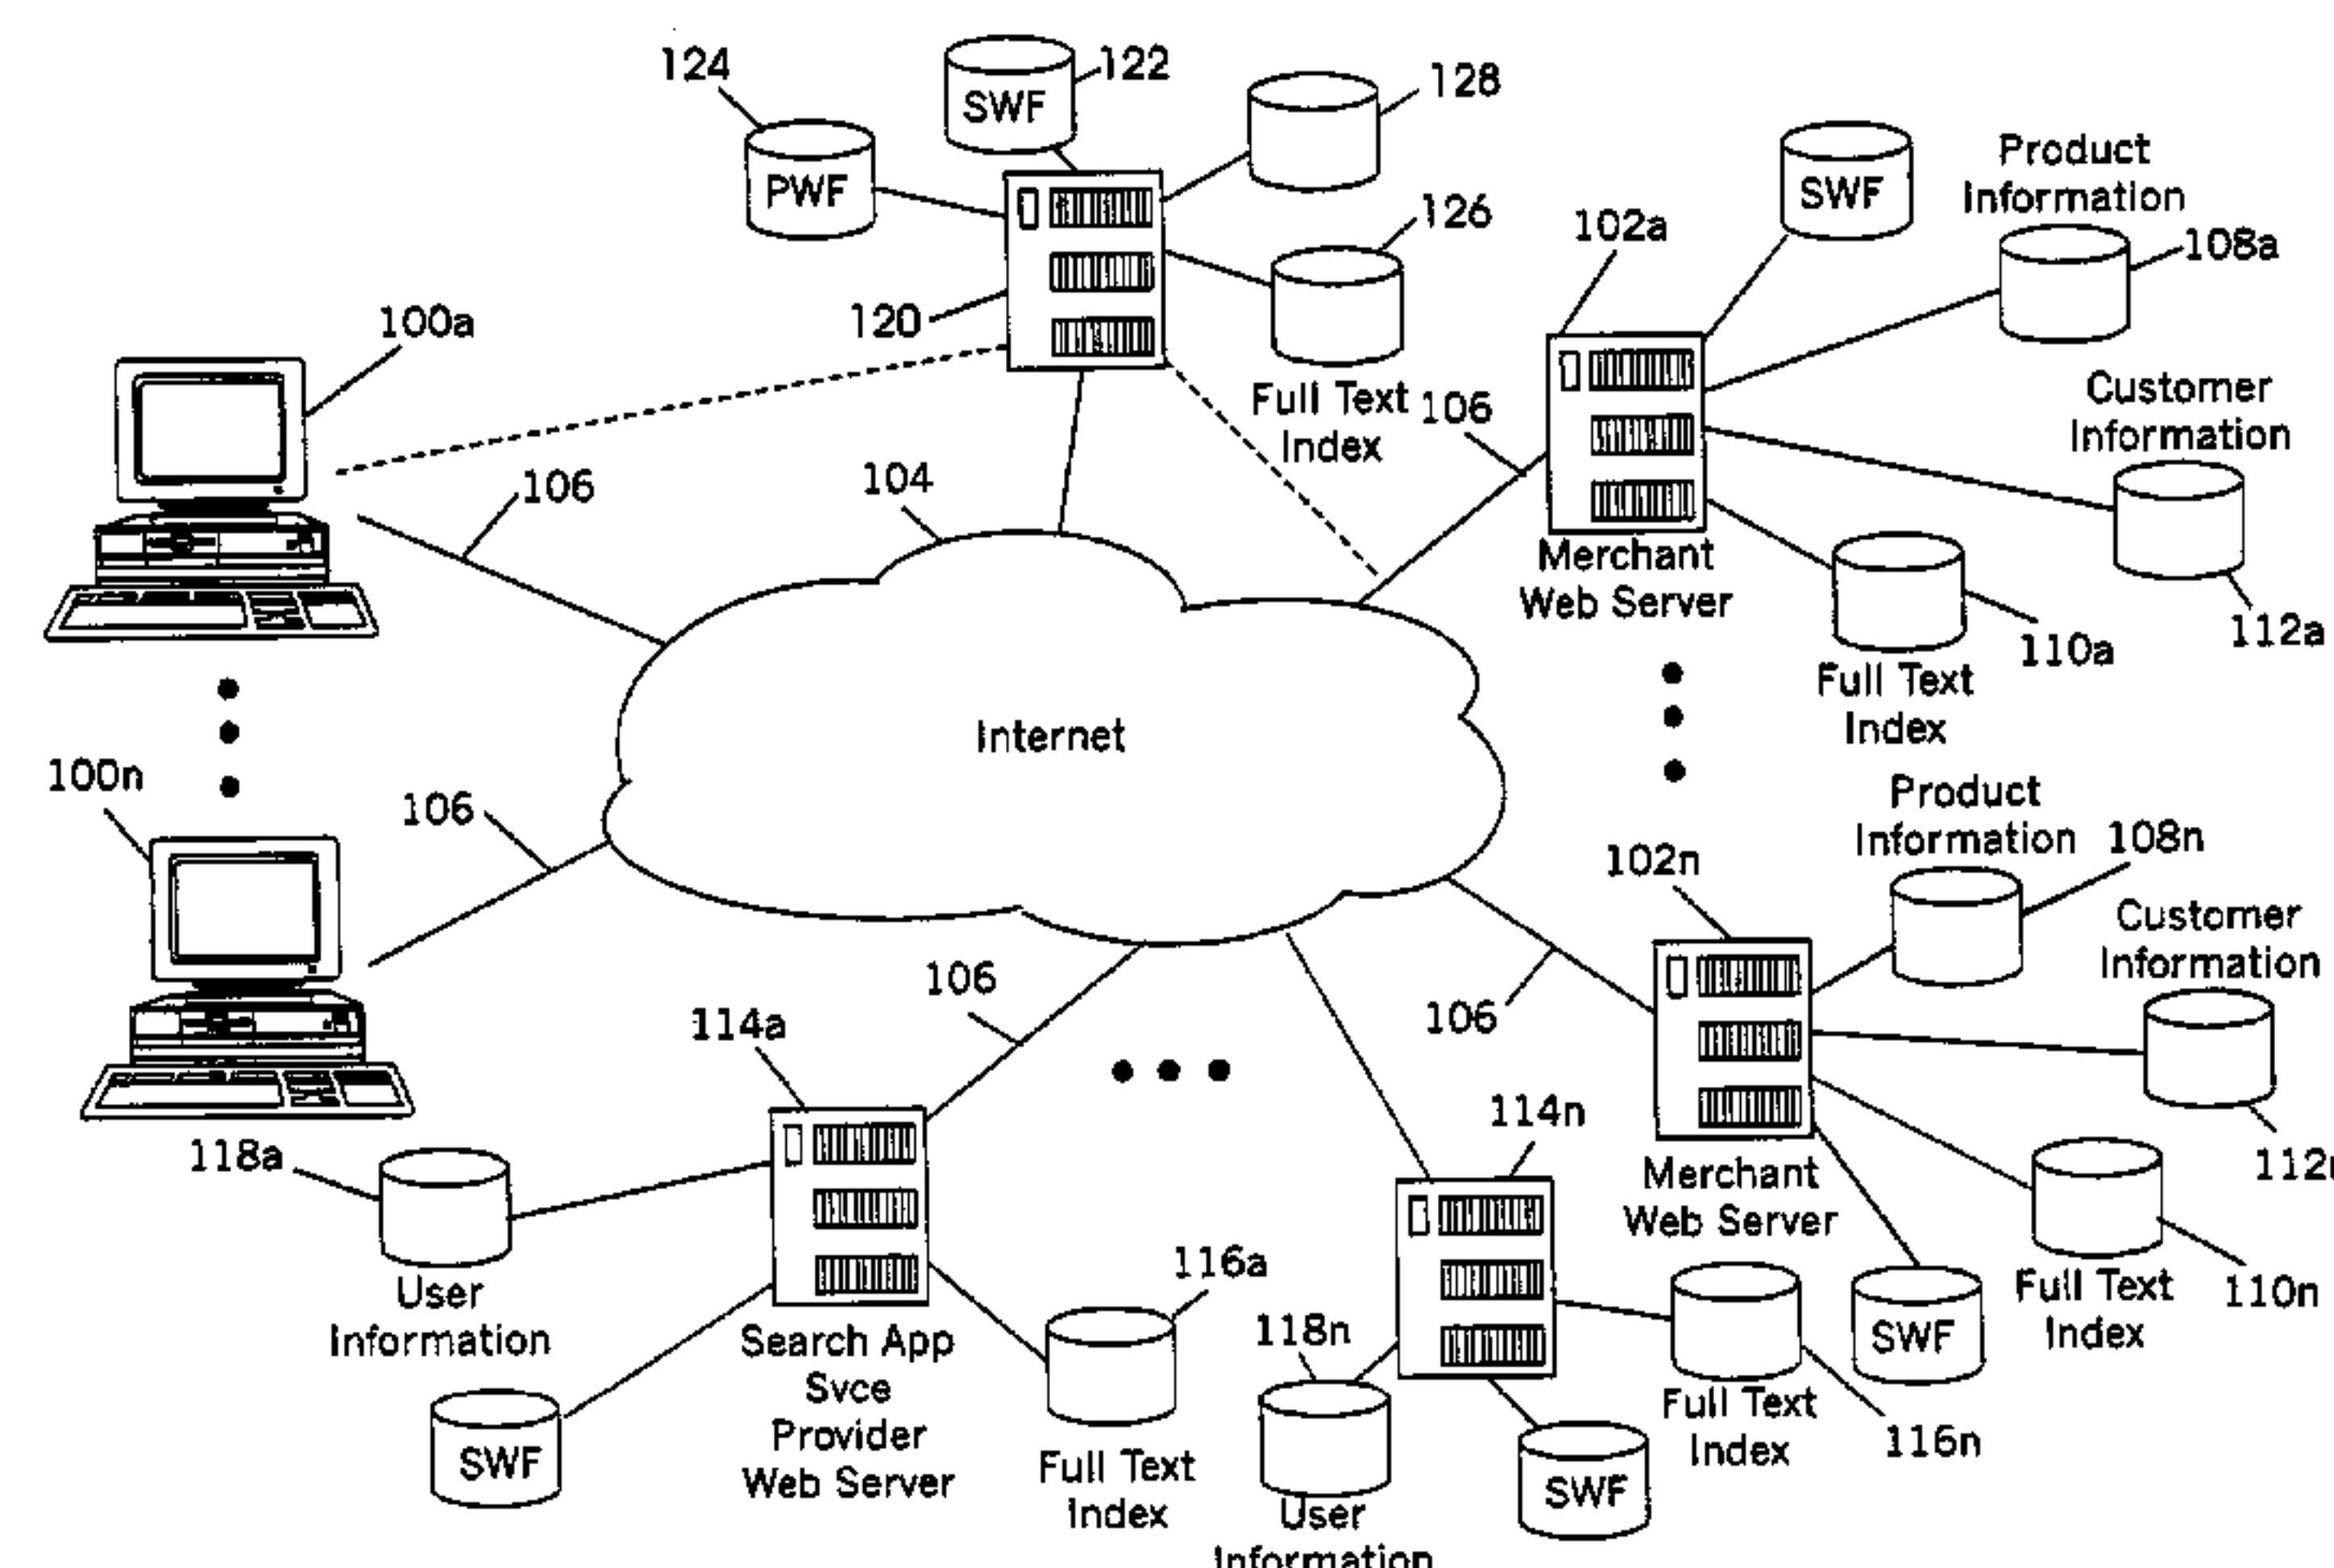 124
SWF
122
128
PWF
SWF
Product
Information
126
102a
108a
120
100a
Full Text
Index
106
Customer
Information
106
104
Merchant
Web Server
112a
110a
Full Text
Index
Internet
100n
106
Product
Information
108n
102n
Customer
Information
106
106
114a
114n
118a
Merchant
Web Server
116a
User
Information
Search App
Svce
Provider
Web Server
118n
SWF
Full Text
Index
110n
Full Text
Index
116n
SWF
Full Text
Index
SWF
User
Information